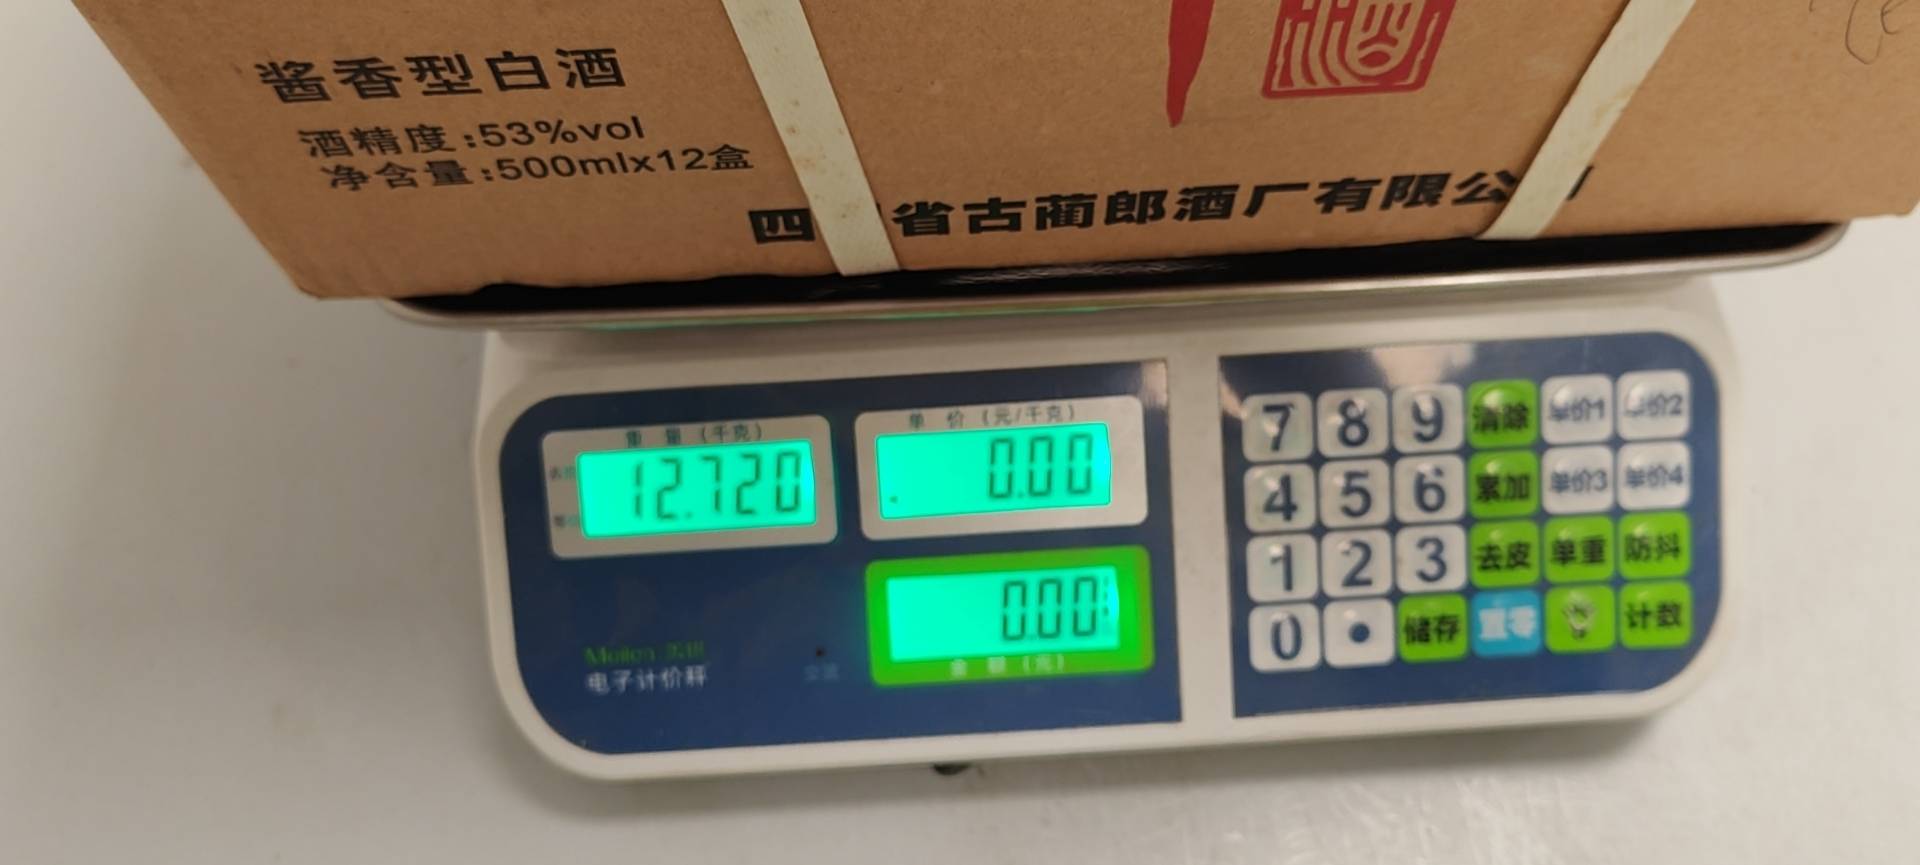 酱香型白酒
酒精度:53%vol
净含量:500mlx12盒
四 省古蔺郎酒厂有限公
重 量 (千克)
12.720
单 价 (元/千克)
0.00
0.00
金 额 (元)
电子计价秤
7 8 9 清除 单价1 单价2
4 5 6 累加 单价3 单价4
1 2 3 去皮 单重 防抖
0 . 储存 置零 计数